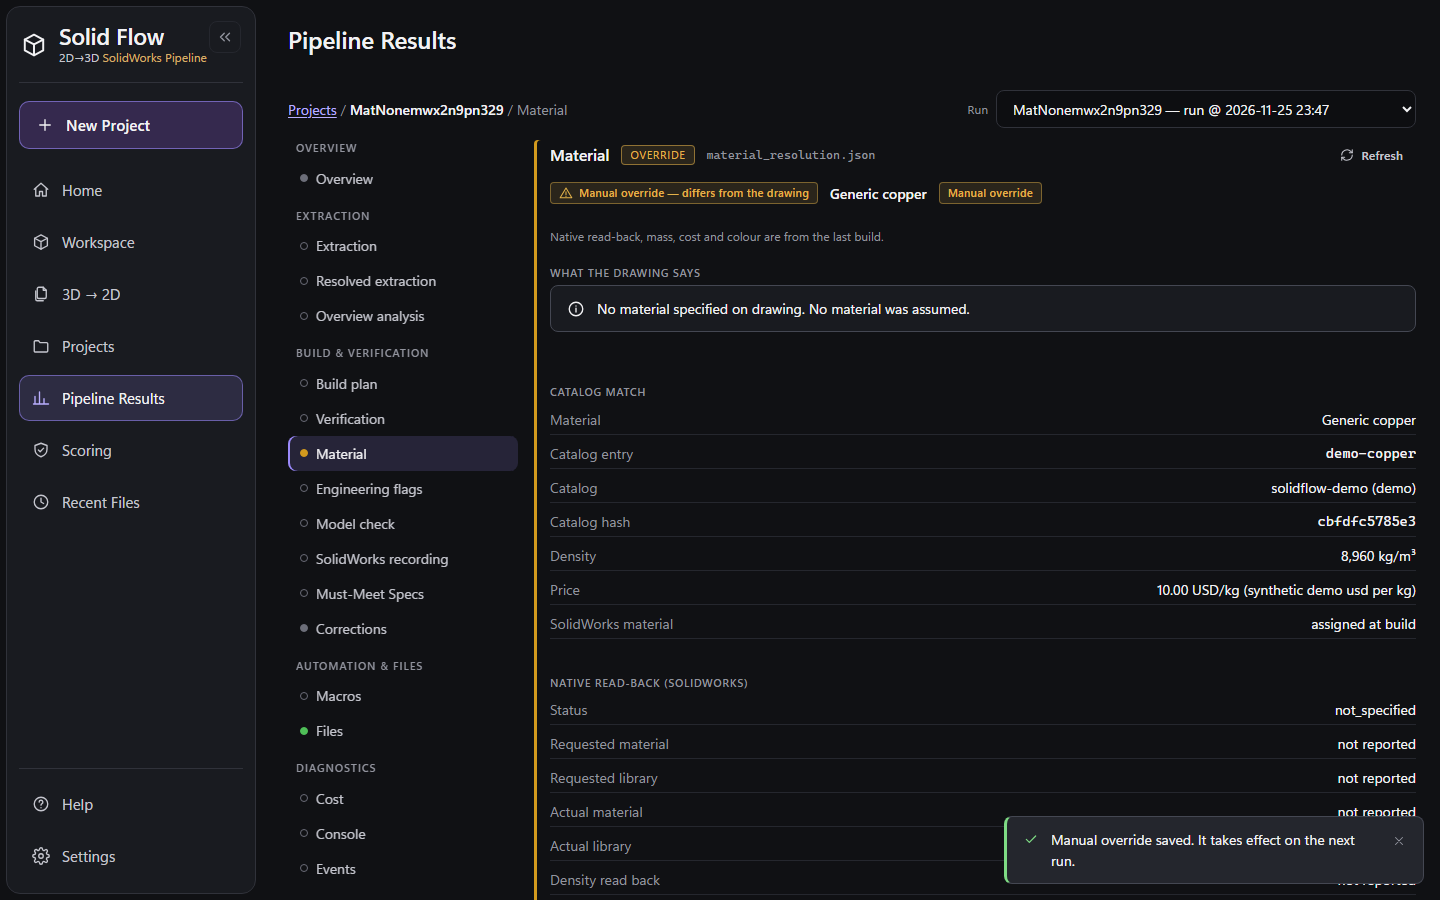 Solid Flow
2D→3D SolidWorks Pipeline
New Project
Home
Workspace
3D → 2D
Projects
Pipeline Results
Scoring
Recent Files
Help
Settings
Pipeline Results
Projects / MatNonemwx2n9pn329 / Material
Run
MatNonemwx2n9pn329 — run @ 2026-11-25 23:47
OVERVIEW
Overview
EXTRACTION
Extraction
Resolved extraction
Overview analysis
BUILD & VERIFICATION
Build plan
Verification
Material
Engineering flags
Model check
SolidWorks recording
Must-Meet Specs
Corrections
AUTOMATION & FILES
Macros
Files
DIAGNOSTICS
Cost
Console
Events
Material OVERRIDE material_resolution.json
Refresh
Manual override — differs from the drawing Generic copper Manual override
Native read-back, mass, cost and colour are from the last build.
WHAT THE DRAWING SAYS
No material specified on drawing. No material was assumed.
CATALOG MATCH
Material Generic copper
Catalog entry demo-copper
Catalog solidflow-demo (demo)
Catalog hash cbfdfc5785e3
Density 8,960 kg/m³
Price 10.00 USD/kg (synthetic demo usd per kg)
SolidWorks material assigned at build
NATIVE READ-BACK (SOLIDWORKS)
Status not_specified
Requested material not reported
Requested library not reported
Actual material not reported
Actual library
Density read back not reported
Manual override saved. It takes effect on the next
run.